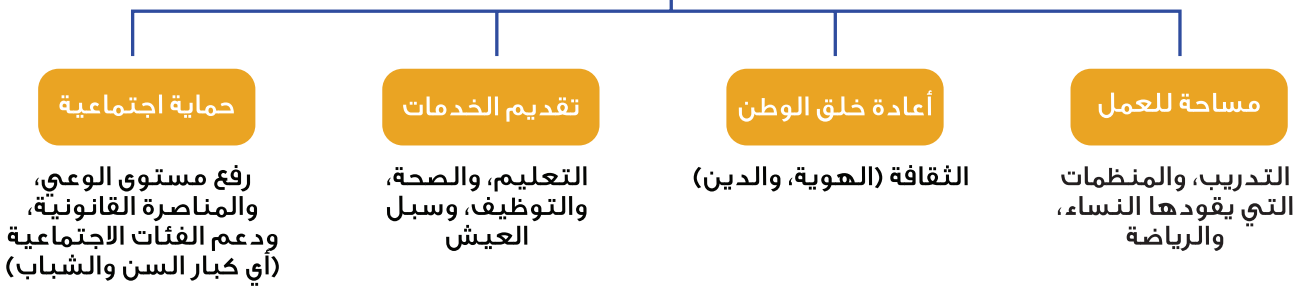 مساحة للعمل
التدريب، والمنظمات
التي يقودها النساء،
والرياضة
أعادة خلق الوطن
الثقافة (الهوية، والدين)
تقديم الخدمات
التعليم، والصحة،
والتوظيف، وسبل
العيش
حماية اجتماعية
رفع مستوى الوعي،
والمناصرة القانونية،
ودعم الفئات الاجتماعية
(أي كبار السن والشباب)